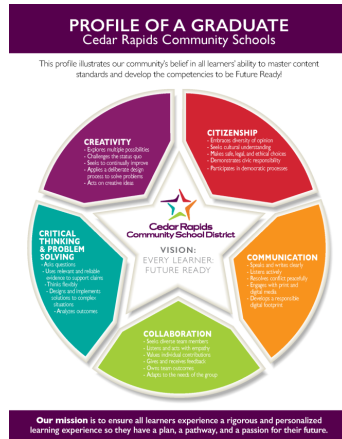 PROFILE OF A GRADUATE
Cedar Rapids Community Schools
This profile illustrates our community's belief in all learners' ability to master content
standards and develop the competencies to be Future Ready!
CREATIVITY
- Explores multiple possibilities
- Challenges the status quo
- Seeks to continually improve
- Applies a deliberate design
process to solve problems
- Acts on creative ideas
CITIZENSHIP
- Embraces diversity of opinion
- Seeks cultural understanding
- Makes safe, legal, and ethical choices
- Demonstrates civic responsibility
- Participates in democratic processes
CRITICAL
THINKING
& PROBLEM
SOLVING
- Asks questions
- Uses relevant and reliable
evidence to support claims
- Thinks flexibly
- Designs and implements
solutions to complex
situations
- Analyzes outcomes
Cedar Rapids
Community School District
VISION:
EVERY LEARNER:
FUTURE READY
COMMUNICATION
- Speaks and writes clearly
- Listens actively
- Resolves conflict peacefully
- Engages with print and
digital media
- Develops a responsible
digital footprint
COLLABORATION
- Seeks diverse team members
- Listens and acts with empathy
- Values individual contributions
- Gives and receives feedback
- Owns team outcomes
- Adapts to the needs of the group
Our mission is to ensure all learners experience a rigorous and personalized
learning experience so they have a plan, a pathway, and a passion for their future.